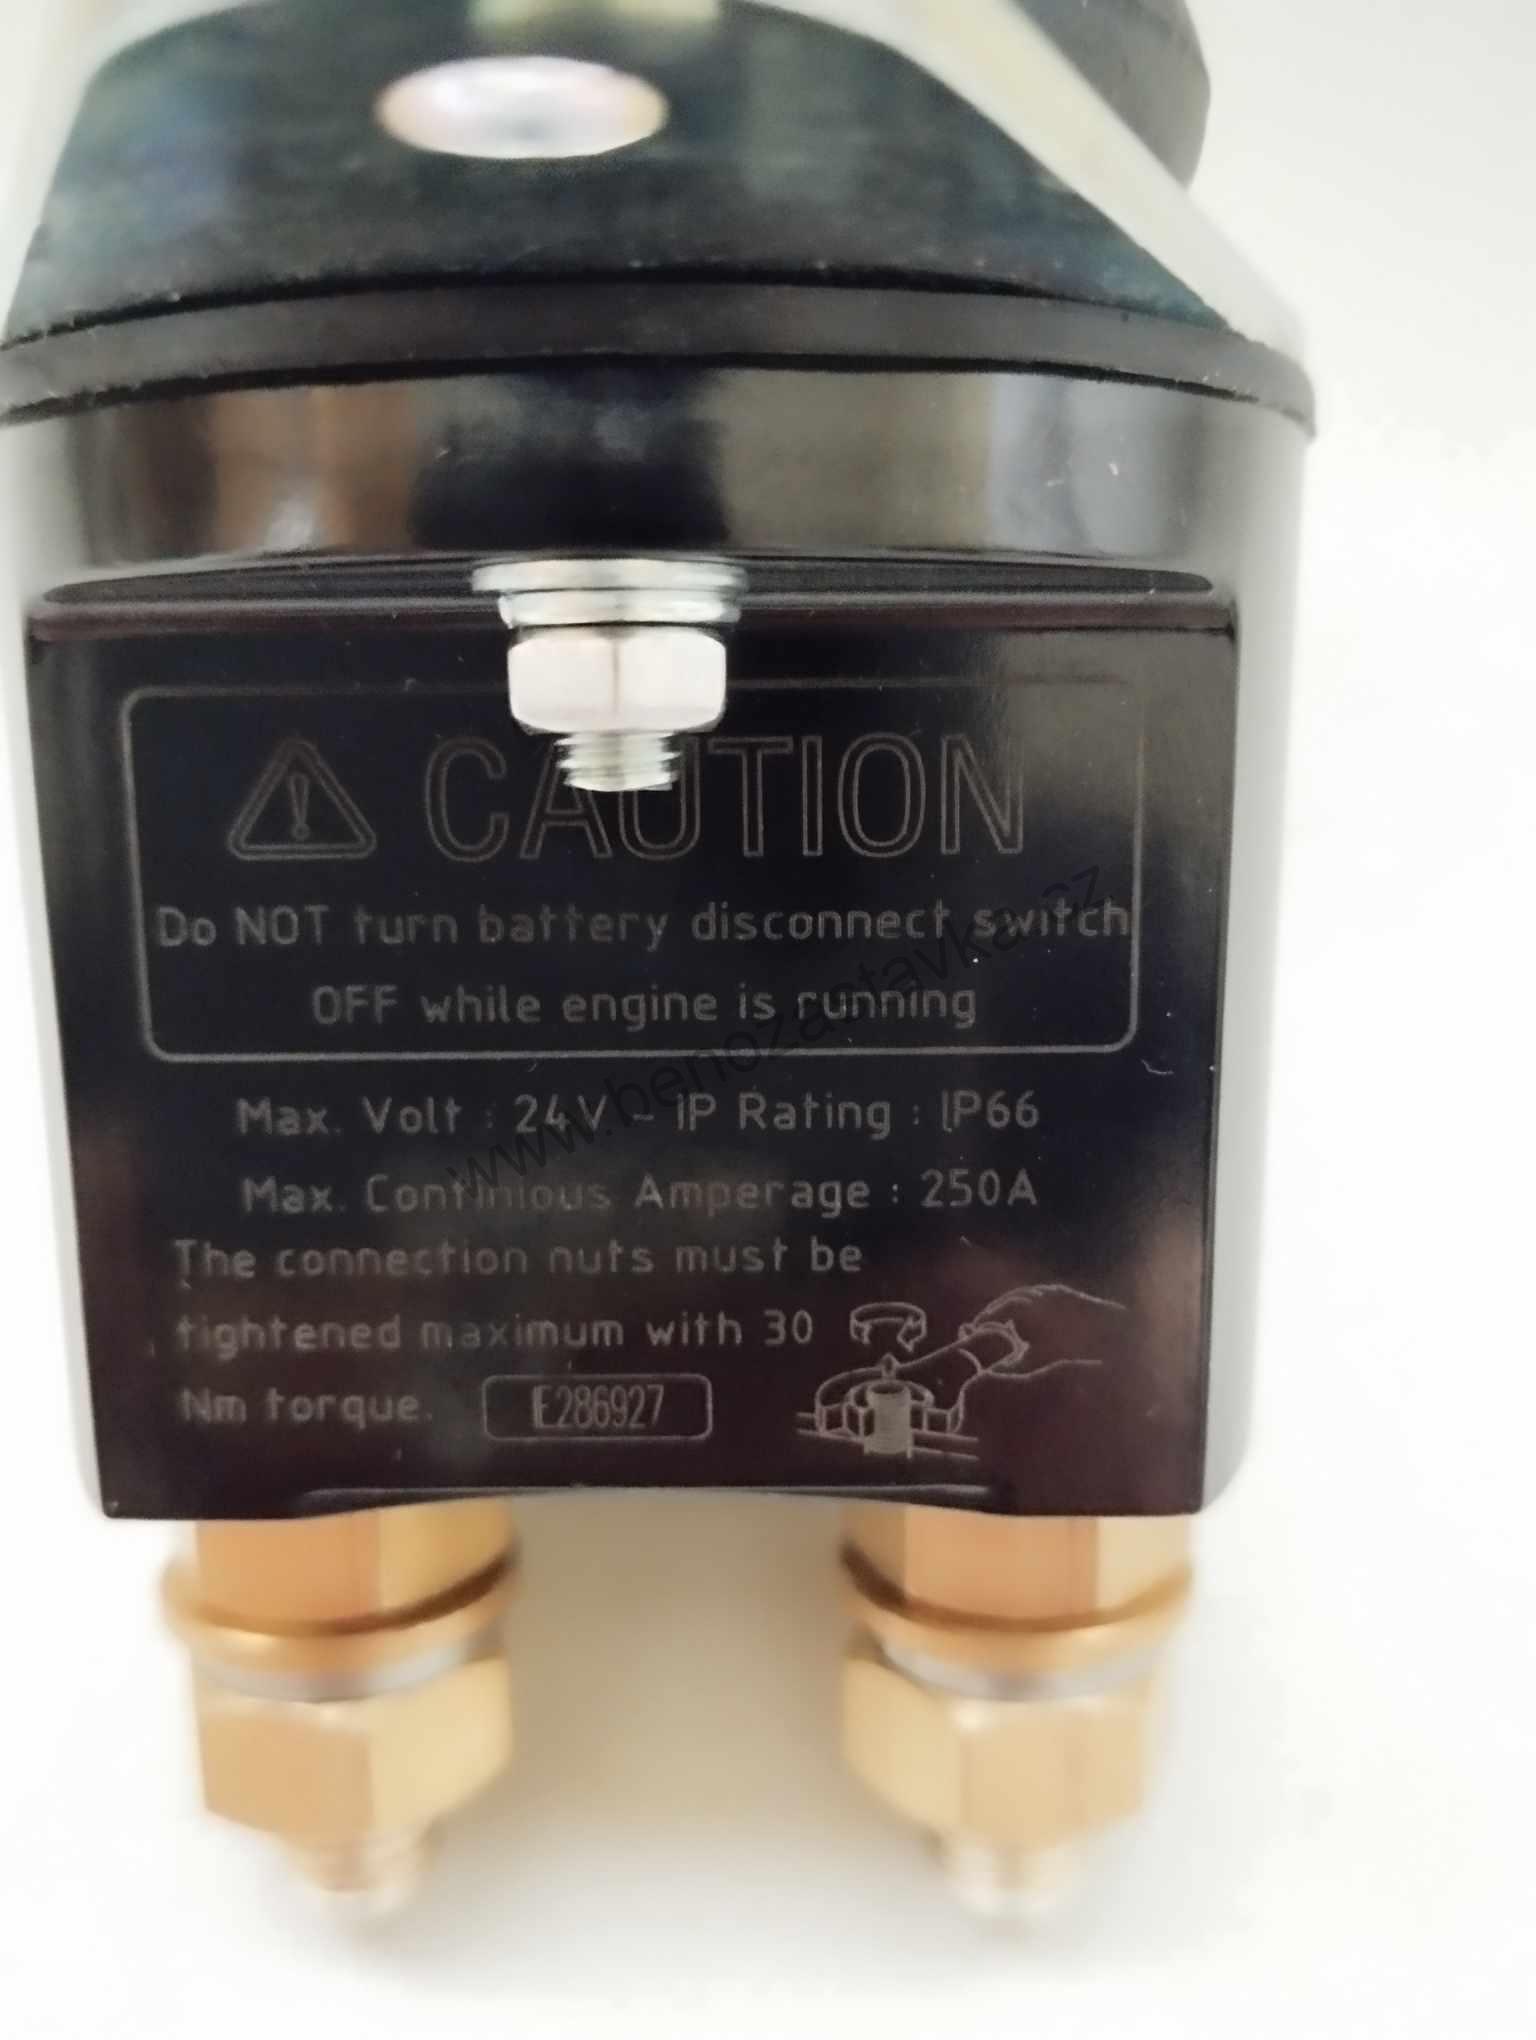 CAUTION
Do NOT turn battery disconnect switch
OFF while engine is running
Max. Volt : 24V - IP Rating : IP66
Max. Continious Amperage : 250A
The connection nuts must be
tightened maximum with 30
Nm torque.
E286927
www.benozastavka.cz